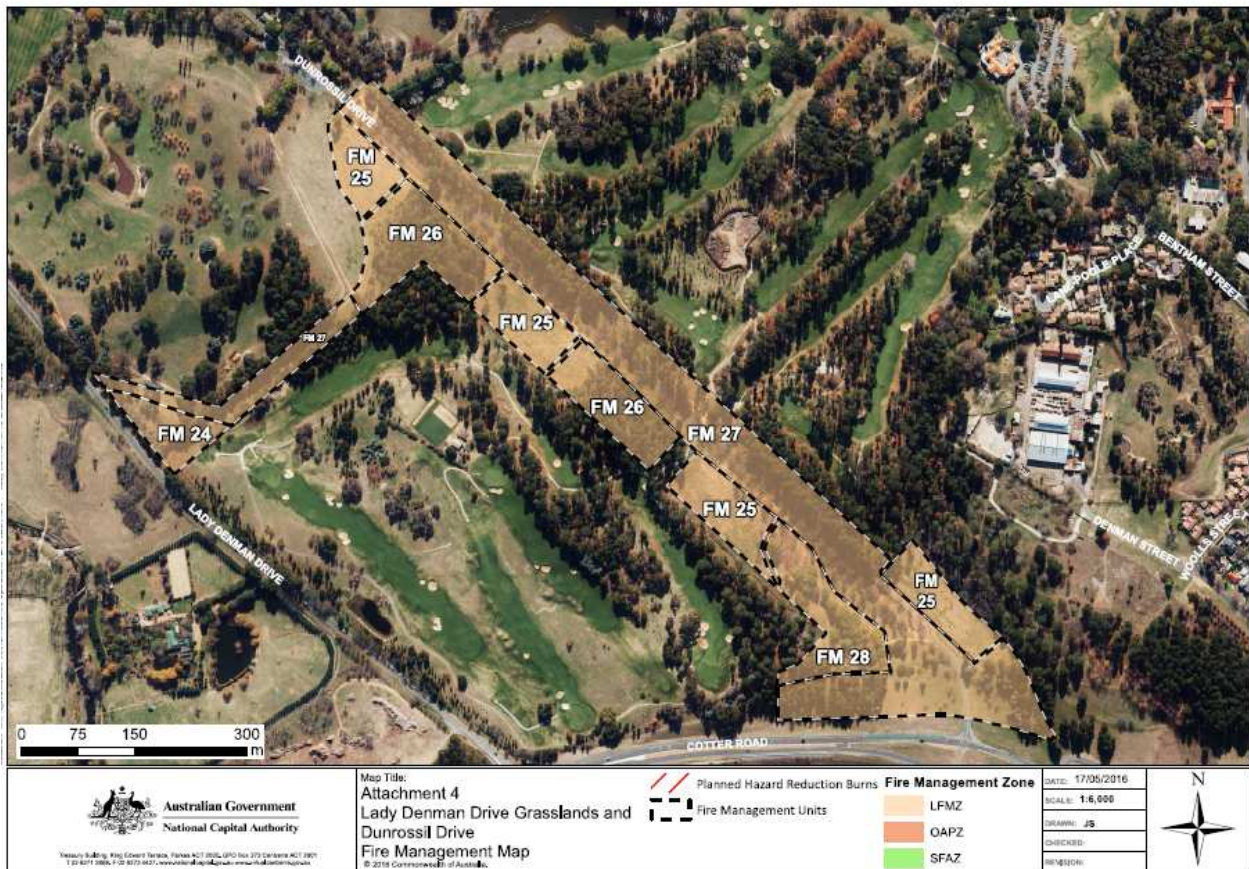 DUNROSSIL DRIVE
FM
25
FM 26
FM 27
FM 25
FM 24
FM 26
FM 27
FM 25
FM
25
FM 28
LADY DENMAN DRIVE
COTTER ROAD
BENTHAM STREET
DENMAN STREET
0 75 150 300
m
Australian Government
National Capital Authority
Map Title:
Attachment 4
Lady Denman Drive Grasslands and
Dunrossil Drive
Fire Management Map
© 2016 Commonwealth of Australia.
Planned Hazard Reduction Burns
Fire Management Units
Fire Management Zone
LFMZ
OAPZ
SFAZ
DATE: 17/05/2016
SCALE: 1:6,000
DRAWN: JS
CHECKED:
REVISION:
N